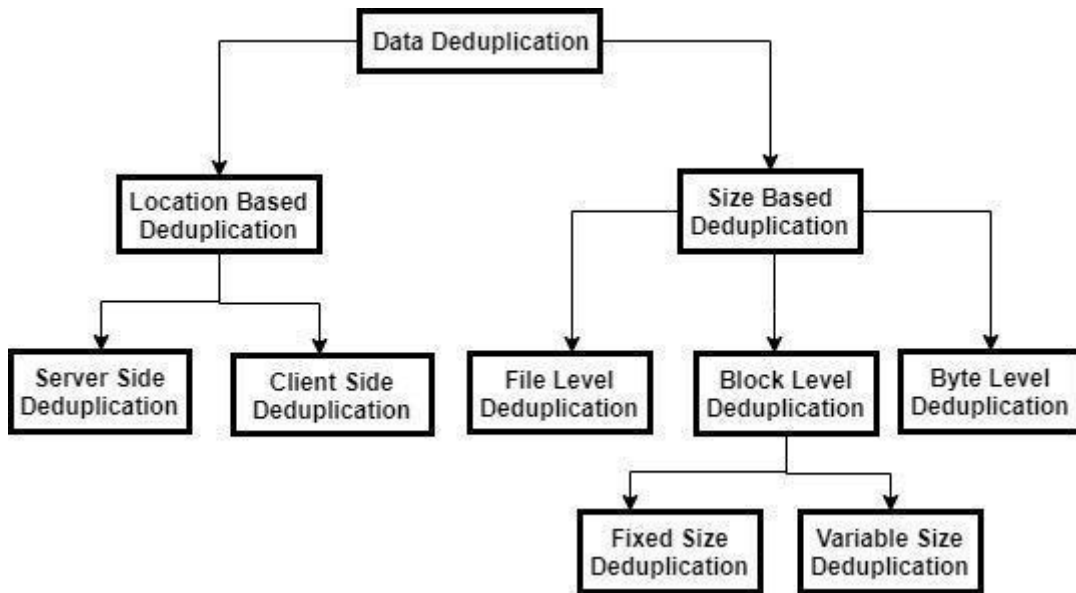 Data Deduplication
Location Based
Deduplication
Size Based
Deduplication
Server Side
Deduplication
Client Side
Deduplication
File Level
Deduplication
Block Level
Deduplication
Byte Level
Deduplication
Fixed Size
Deduplication
Variable Size
Deduplication